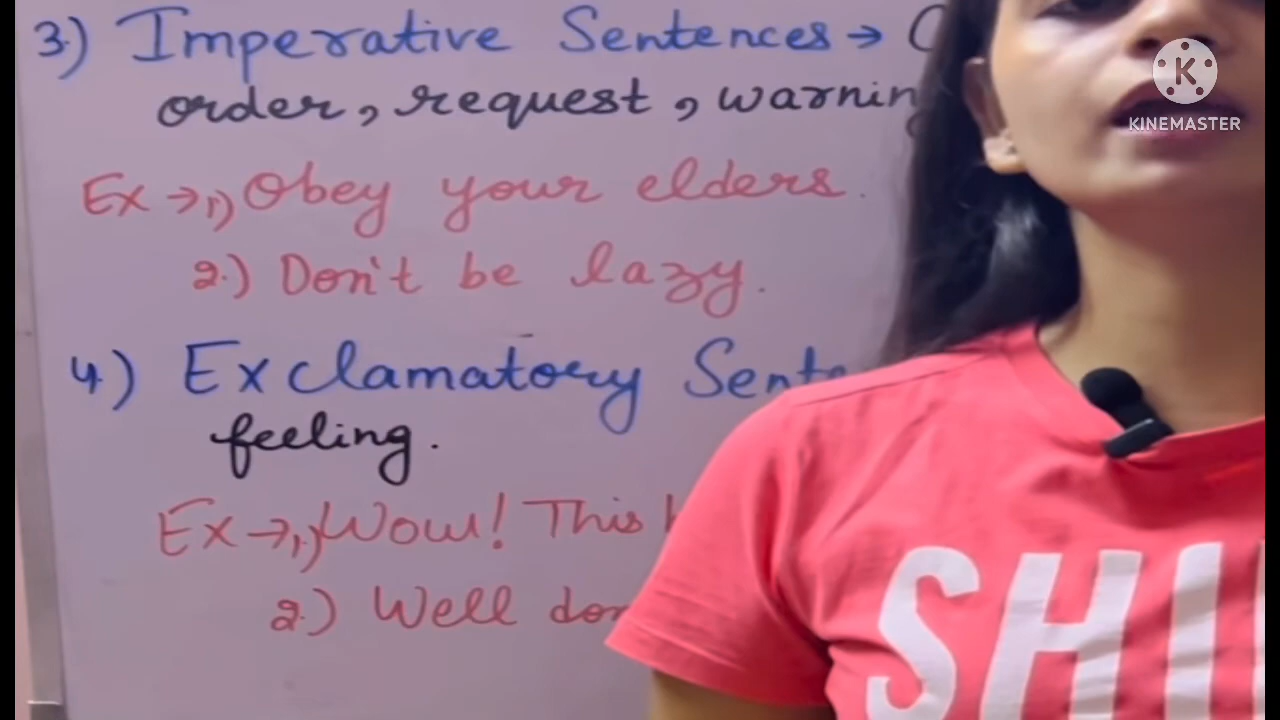 3.) Imperative Sentences →
order, request, warnin
Ex → 1.) Obey your elders.
2.) Don't be lazy.
4.) Exclamatory Sente
feeling.
Ex → 1.) Wow! This
2.) Well don
K
KINEMASTER
SHI